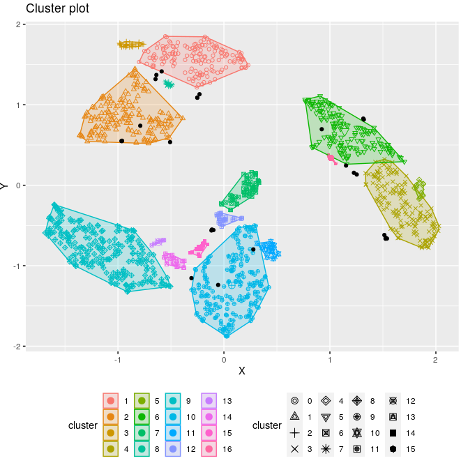 Cluster plot
2
1
0
-1
-2
Y
-1 0 1 2
X
cluster
1 5 9 13
2 6 10 14
3 7 11 15
4 8 12 16
cluster
0 4 8 12
1 5 9 13
2 6 10 14
3 7 11 15